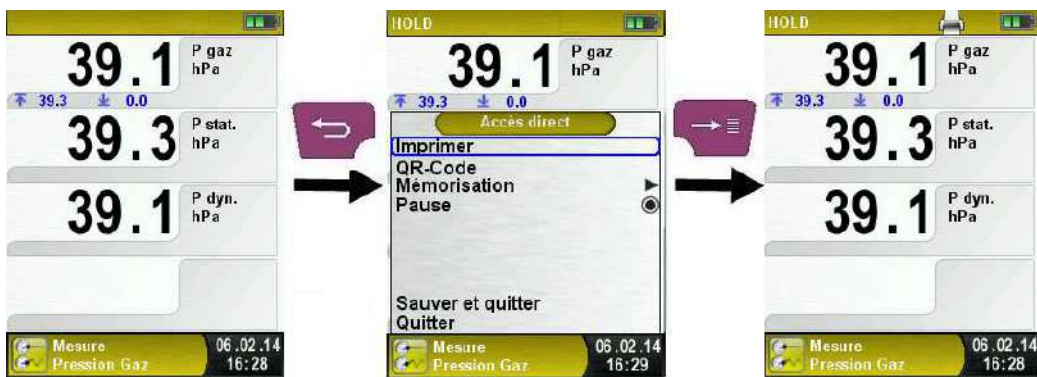 39.1 P gaz
hPa
39.3 0.0
39.3 P stat.
hPa
39.1 P dyn.
hPa
Mesure 06.02.14
Pression Gaz 16:28
HOLD
39.1 P gaz
hPa
39.3 0.0
Accès direct
Imprimer
QR-Code
Mémorisation
Pause
Sauver et quitter
Quitter
Mesure 06.02.14
Pression Gaz 16:29
HOLD
39.1 P gaz
hPa
39.3 0.0
39.3 P stat.
hPa
39.1 P dyn.
hPa
Mesure 06.02.14
Pression Gaz 16:28